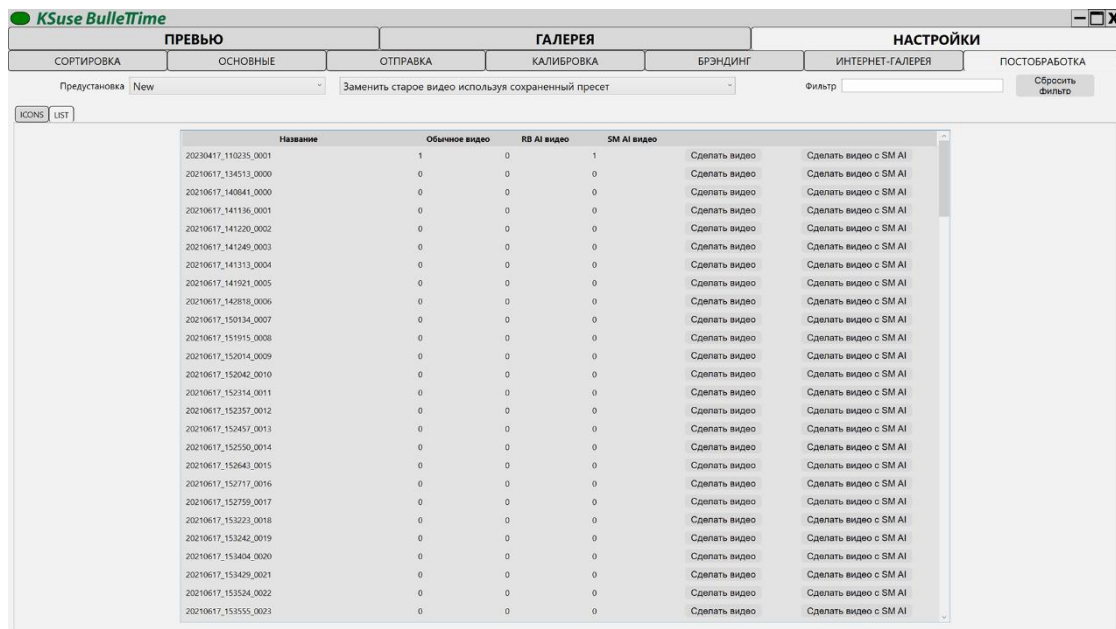 KSuse BulleTime
ПРЕВЬЮ ГАЛЕРЕЯ НАСТРОЙКИ
СОРТИРОВКА ОСНОВНЫЕ ОТПРАВКА КАЛИБРОВКА БРЭНДИНГ ИНТЕРНЕТ-ГАЛЕРЕЯ ПОСТОБРАБОТКА
Предустановка New Заменить старое видео используя сохраненный пресет Фильтр Сбросить фильтр
ICONS LIST
Название Обычное видео RB AI видео SM AI видео
20230417_110235_0001 1 0 1 Сделать видео Сделать видео с SM AI
20210617_134513_0000 0 0 0 Сделать видео Сделать видео с SM AI
20210617_140841_0000 0 0 0 Сделать видео Сделать видео с SM AI
20210617_141136_0001 0 0 0 Сделать видео Сделать видео с SM AI
20210617_141220_0002 0 0 0 Сделать видео Сделать видео с SM AI
20210617_141249_0003 0 0 0 Сделать видео Сделать видео с SM AI
20210617_141313_0004 0 0 0 Сделать видео Сделать видео с SM AI
20210617_141921_0005 0 0 0 Сделать видео Сделать видео с SM AI
20210617_142818_0006 0 0 0 Сделать видео Сделать видео с SM AI
20210617_150134_0007 0 0 0 Сделать видео Сделать видео с SM AI
20210617_151915_0008 0 0 0 Сделать видео Сделать видео с SM AI
20210617_152014_0009 0 0 0 Сделать видео Сделать видео с SM AI
20210617_152042_0010 0 0 0 Сделать видео Сделать видео с SM AI
20210617_152314_0011 0 0 0 Сделать видео Сделать видео с SM AI
20210617_152357_0012 0 0 0 Сделать видео Сделать видео с SM AI
20210617_152457_0013 0 0 0 Сделать видео Сделать видео с SM AI
20210617_152550_0014 0 0 0 Сделать видео Сделать видео с SM AI
20210617_152643_0015 0 0 0 Сделать видео Сделать видео с SM AI
20210617_152717_0016 0 0 0 Сделать видео Сделать видео с SM AI
20210617_152759_0017 0 0 0 Сделать видео Сделать видео с SM AI
20210617_153223_0018 0 0 0 Сделать видео Сделать видео с SM AI
20210617_153242_0019 0 0 0 Сделать видео Сделать видео с SM AI
20210617_153404_0020 0 0 0 Сделать видео Сделать видео с SM AI
20210617_153429_0021 0 0 0 Сделать видео Сделать видео с SM AI
20210617_153524_0022 0 0 0 Сделать видео Сделать видео с SM AI
20210617_153555_0023 0 0 0 Сделать видео Сделать видео с SM AI